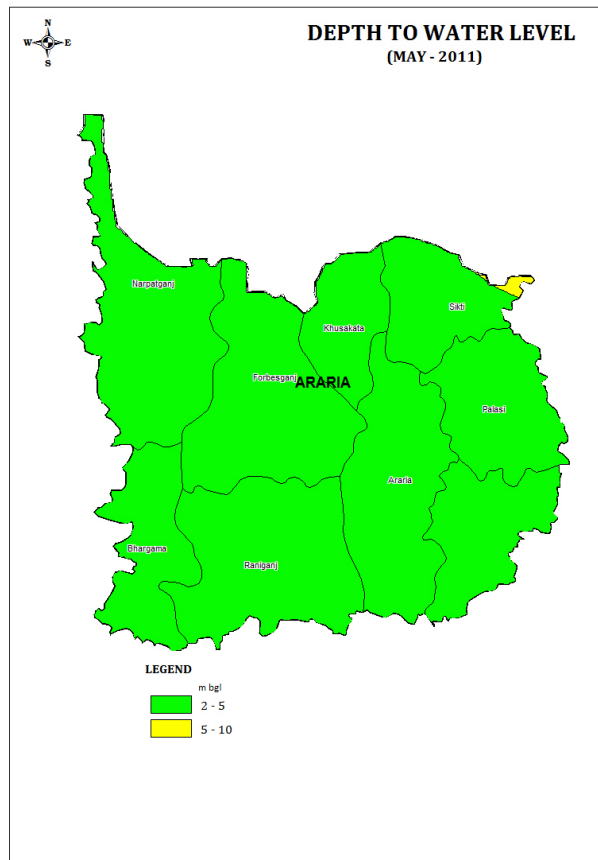 N
W E
S
DEPTH TO WATER LEVEL
(MAY - 2011)
Narpatganj
Sikti
Khusakata
Forbesganj
ARARIA
Palasi
Araria
Bhargama
Raniganj
LEGEND
m bgl
2 - 5
5 - 10